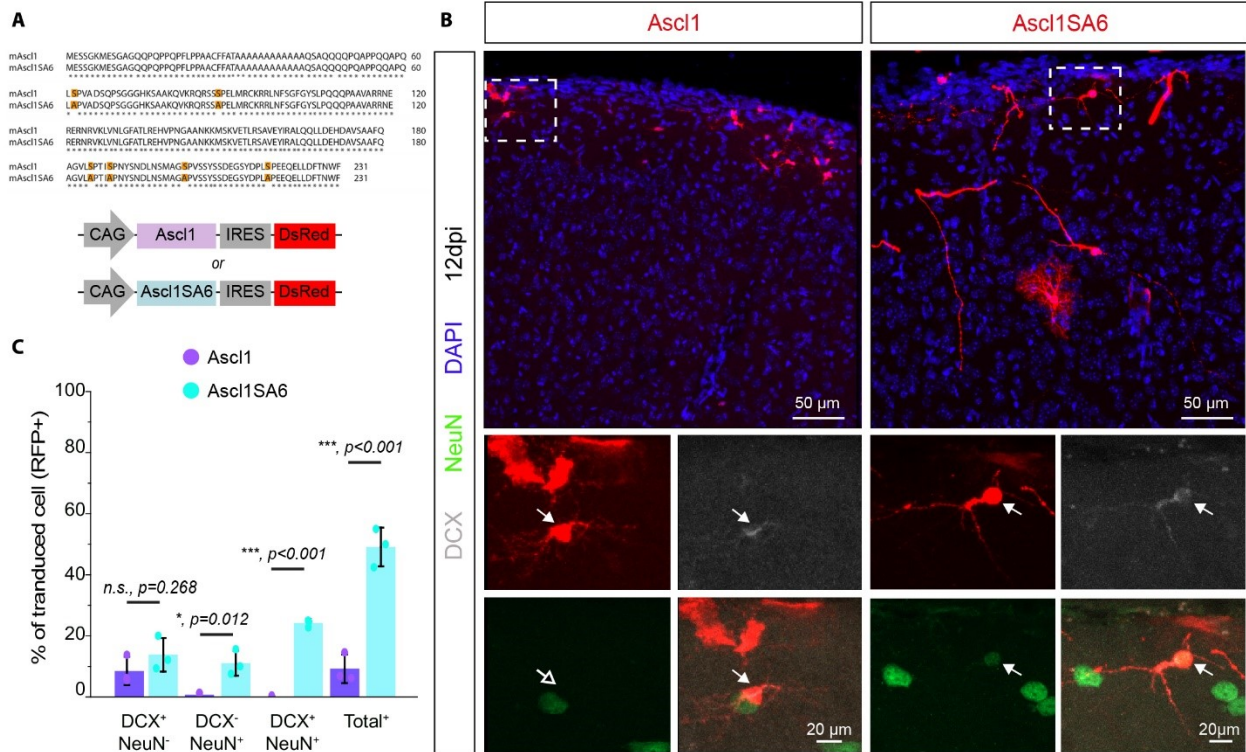 A
mAscl1 MESSGKMESGAGQQPQPPQPFLPPAACFFATAAAAAAAAAAAAAQSAQQQQPQAPPQQAPQ 60
mAscl1SA6 MESSGKMESGAGQQPQPPQPFLPPAACFFATAAAAAAAAAAAAAQSAQQQQPQAPPQQAPQ 60
mAscl1 LSPVADSQPSGGGHKSAAKQVKRQRSSSPELMRCKRRLNFSGFGYSLPQQQPAAVARRNE 120
mAscl1SA6 LAPVADSQPSGGGHKSAAKQVKRQRSSAPELMRCKRRLNFSGFGYSLPQQQPAAVARRNE 120
mAscl1 RERNRVKLVNLGFATLREHVPNGAANKKMSKVETLRSAVEYIRALQQLLDEHDAVSAAFQ 180
mAscl1SA6 RERNRVKLVNLGFATLREHVPNGAANKKMSKVETLRSAVEYIRALQQLLDEHDAVSAAFQ 180
mAscl1 AGVLSPTISPNYSNDLNSMAGSPVSSYSSDEGSYDPLSPEEQELLDFTNWF 231
mAscl1SA6 AGVLAPTIAPNYSNDLNSMAGAPVSSYSSDEGSYDPLAPEEQELLDFTNWF 231
CAG Ascl1 IRES DsRed
or
CAG Ascl1SA6 IRES DsRed
B
Ascl1 Ascl1SA6
DCX NeuN DAPI 12dpi
50 µm
50 µm
20 µm
20µm
C
Ascl1
Ascl1SA6
% of tranduced cell (RFP+)
100
80
60
40
20
0
n.s., p=0.268
*, p=0.012
***, p<0.001
***, p<0.001
DCX+ DCX- DCX+ Total+
NeuN- NeuN+ NeuN+